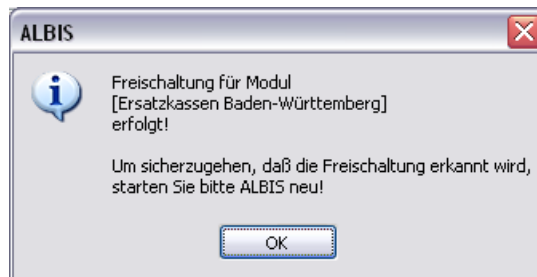 ALBIS
Freischaltung für Modul
[Ersatzkassen Baden-Württemberg]
erfolgt!
Um sicherzugehen, daß die Freischaltung erkannt wird,
starten Sie bitte ALBIS neu!
OK